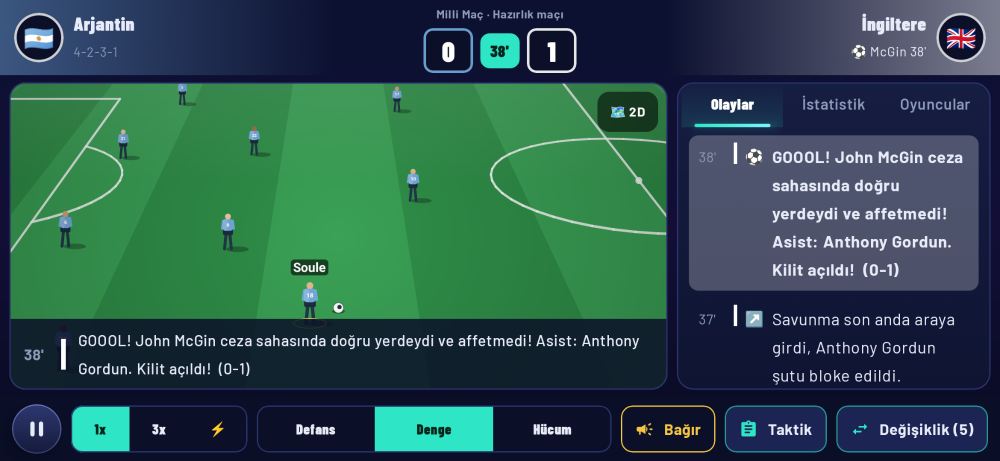 Arjantin
4-2-3-1
Milli Maç · Hazırlık maçı
0
38'
1
İngiltere
⚽ McGin 38'
🗺️ 2D
Soule
19
38'
GOOOL! John McGin ceza sahasında doğru yerdeydi ve affetmedi! Asist: Anthony
Gordun. Kilit açıldı! (0-1)
Olaylar
İstatistik
Oyuncular
38'
⚽ GOOOL! John McGin ceza
sahasında doğru
yerdeydi ve affetmedi!
Asist: Anthony Gordun.
Kilit açıldı! (0-1)
37'
↗️ Savunma son anda araya
girdi, Anthony Gordun
şutu bloke edildi.
1x
3x
⚡
Defans
Denge
Hücum
Bağır
Taktik
Değişiklik (5)